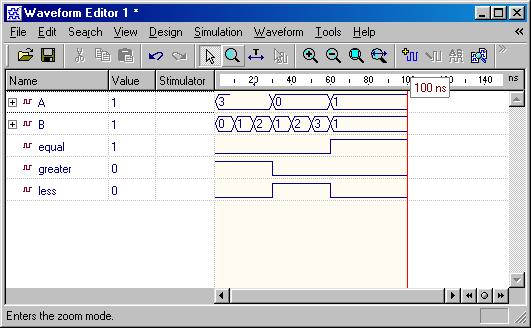 Waveform Editor 1 *
File Edit Search View Design Simulation Waveform Tools Help «
»
Name Value Stimulator 20 40 60 80 100 120 140 ns
100 ns
A 1 3 0 1
B 1 0 1 2 1 2 3 1
equal 1
greater 0
less 0
Enters the zoom mode.